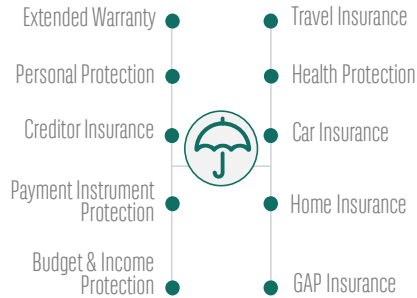 Extended Warranty
Personal Protection
Creditor Insurance
Payment Instrument
Protection
Budget & Income
Protection
Travel Insurance
Health Protection
Car Insurance
Home Insurance
GAP Insurance